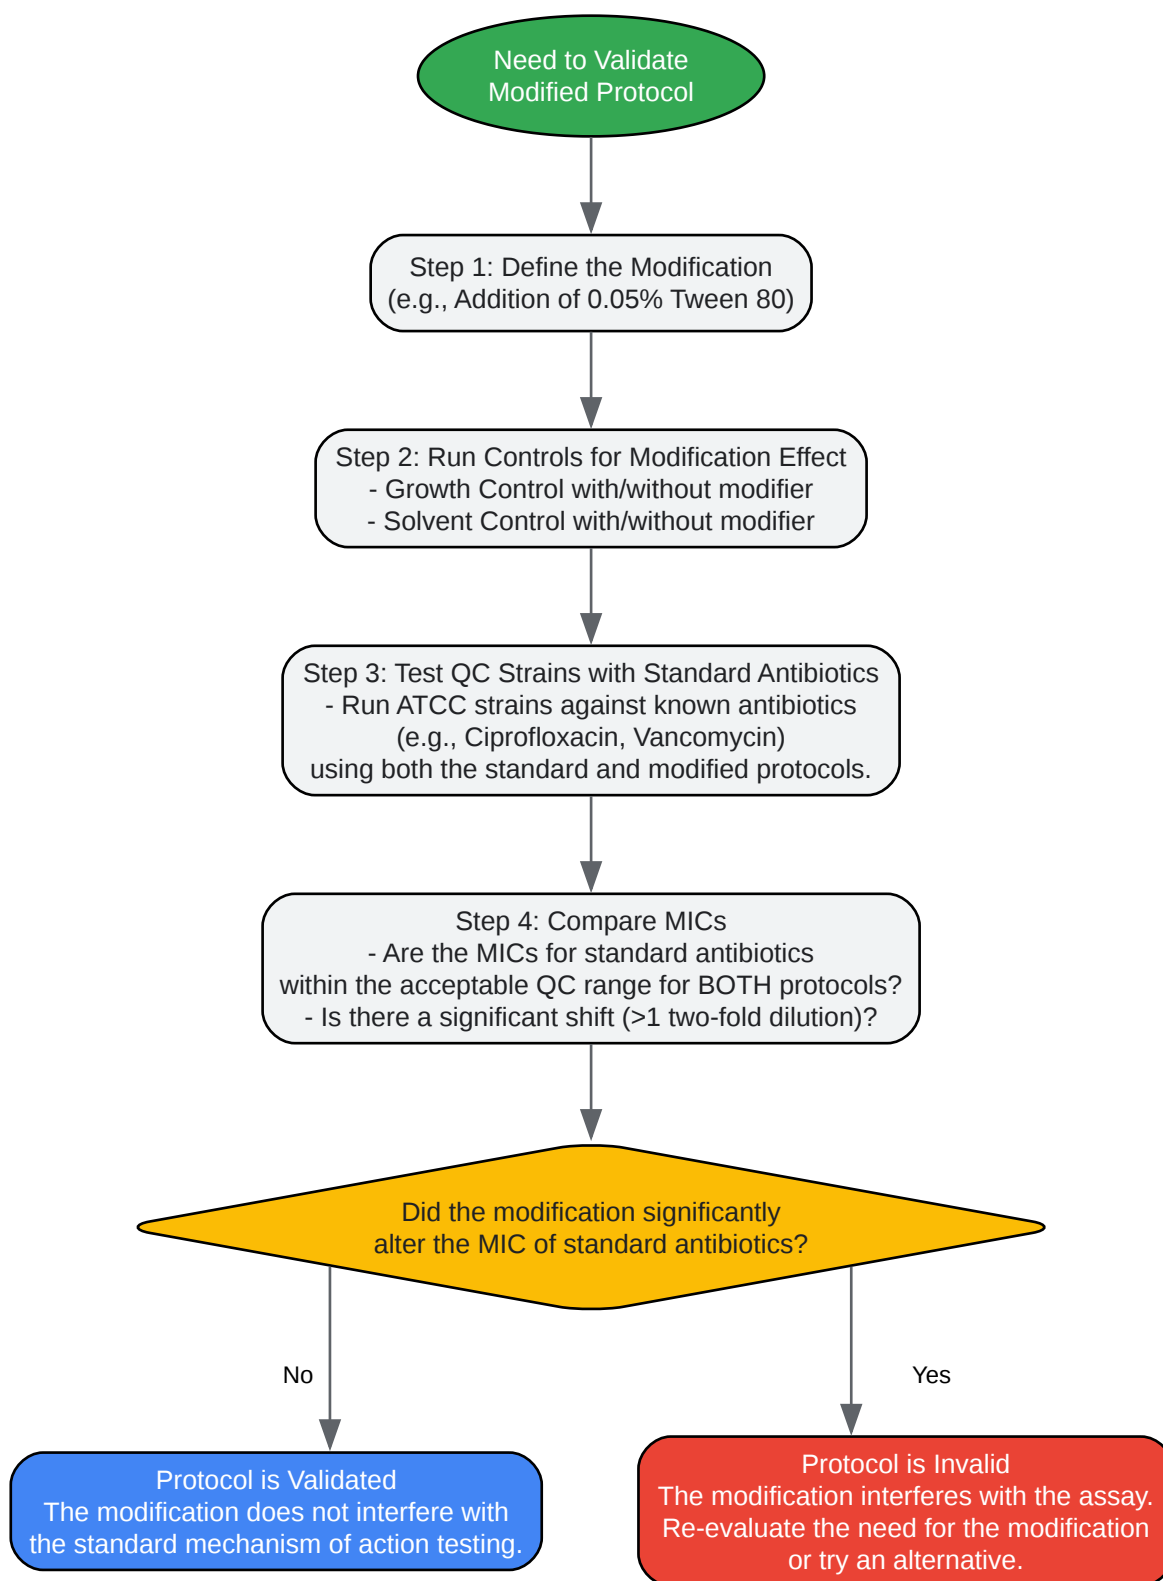 Need to Validate
Modified Protocol
Step 1: Define the Modification
(e.g., Addition of 0.05% Tween 80)
Step 2: Run Controls for Modification Effect
- Growth Control with/without modifier
- Solvent Control with/without modifier
Step 3: Test QC Strains with Standard Antibiotics
- Run ATCC strains against known antibiotics
(e.g., Ciprofloxacin, Vancomycin)
using both the standard and modified protocols.
Step 4: Compare MICs
- Are the MICs for standard antibiotics
within the acceptable QC range for BOTH protocols?
- Is there a significant shift (>1 two-fold dilution)?
Did the modification significantly
alter the MIC of standard antibiotics?
No
Yes
Protocol is Validated
The modification does not interfere with
the standard mechanism of action testing.
Protocol is Invalid
The modification interferes with the assay.
Re-evaluate the need for the modification
or try an alternative.